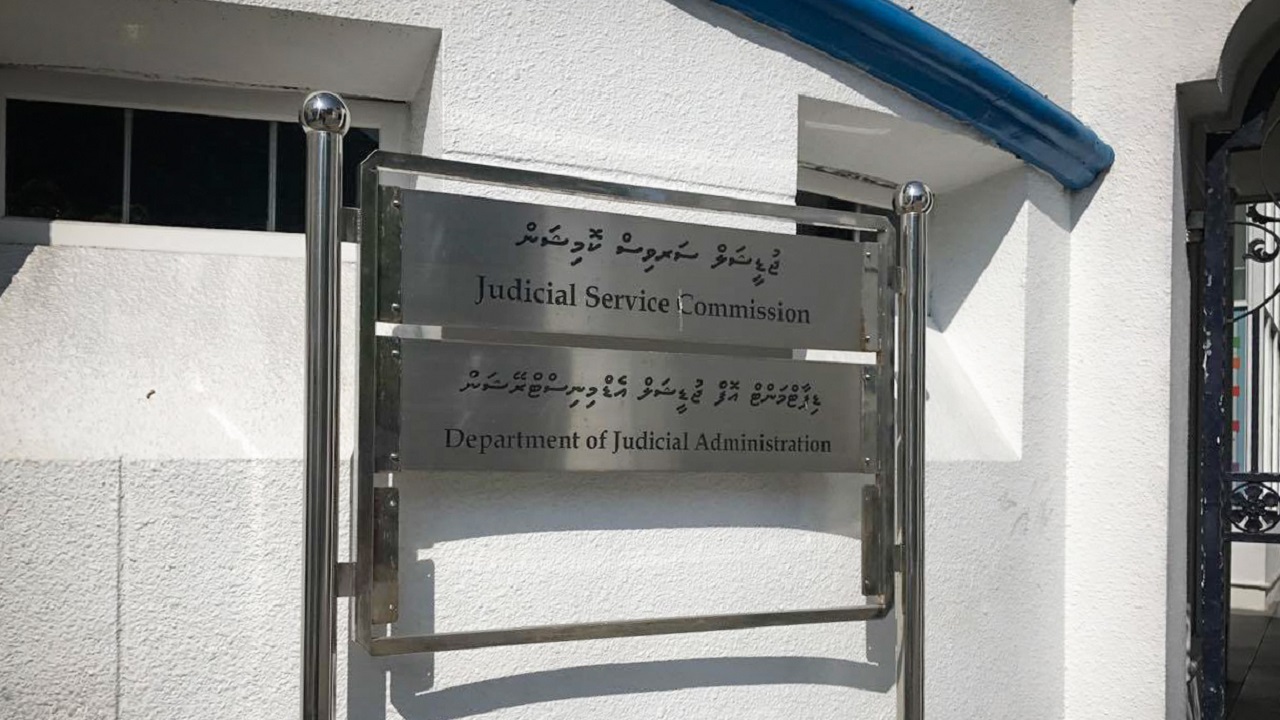 ޖުޑީޝަލް ސަރވިސް ކޮމިޝަން
Judicial Service Commission
ޑިޕާޓްމަންޓް އޮފް ޖުޑީޝަލް އެޑްމިނިސްޓްރޭޝަން
Department of Judicial Administration